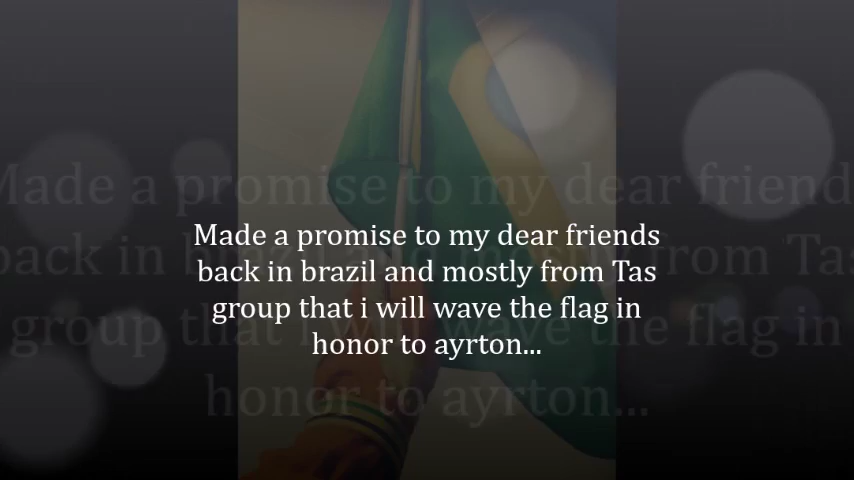 Made a promise to my dear friends
back in brazil and mostly from Tas
group that i will wave the flag in
honor to ayrton...